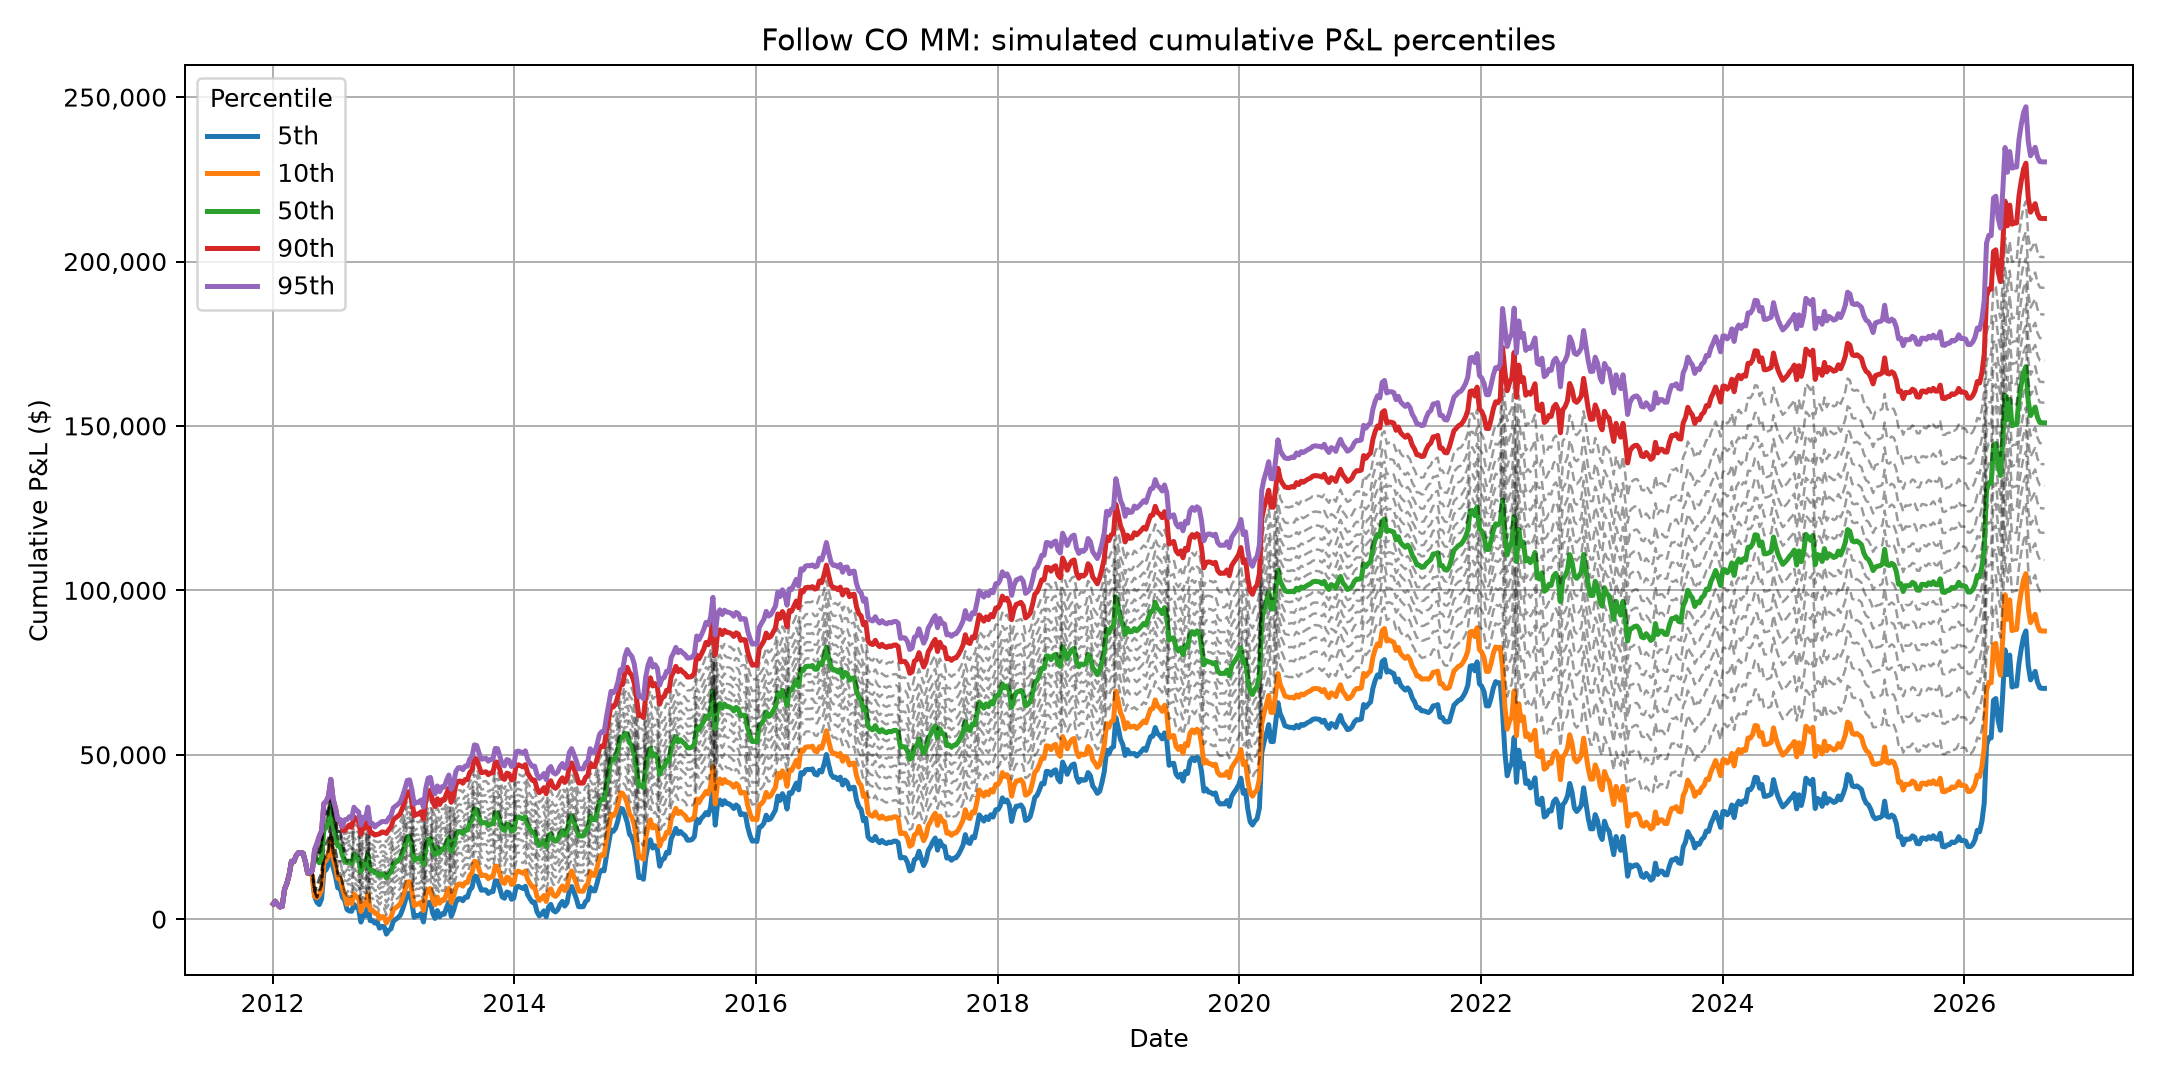 Follow CO MM: simulated cumulative P&L percentiles
Cumulative P&L ($)
250,000
200,000
150,000
100,000
50,000
0
Percentile
5th
10th
50th
90th
95th
2012 2014 2016 2018 2020 2022 2024 2026
Date